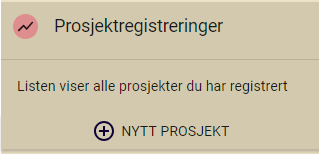 Prosjektregistreringer
Listen viser alle prosjekter du har registrert
NYTT PROSJEKT